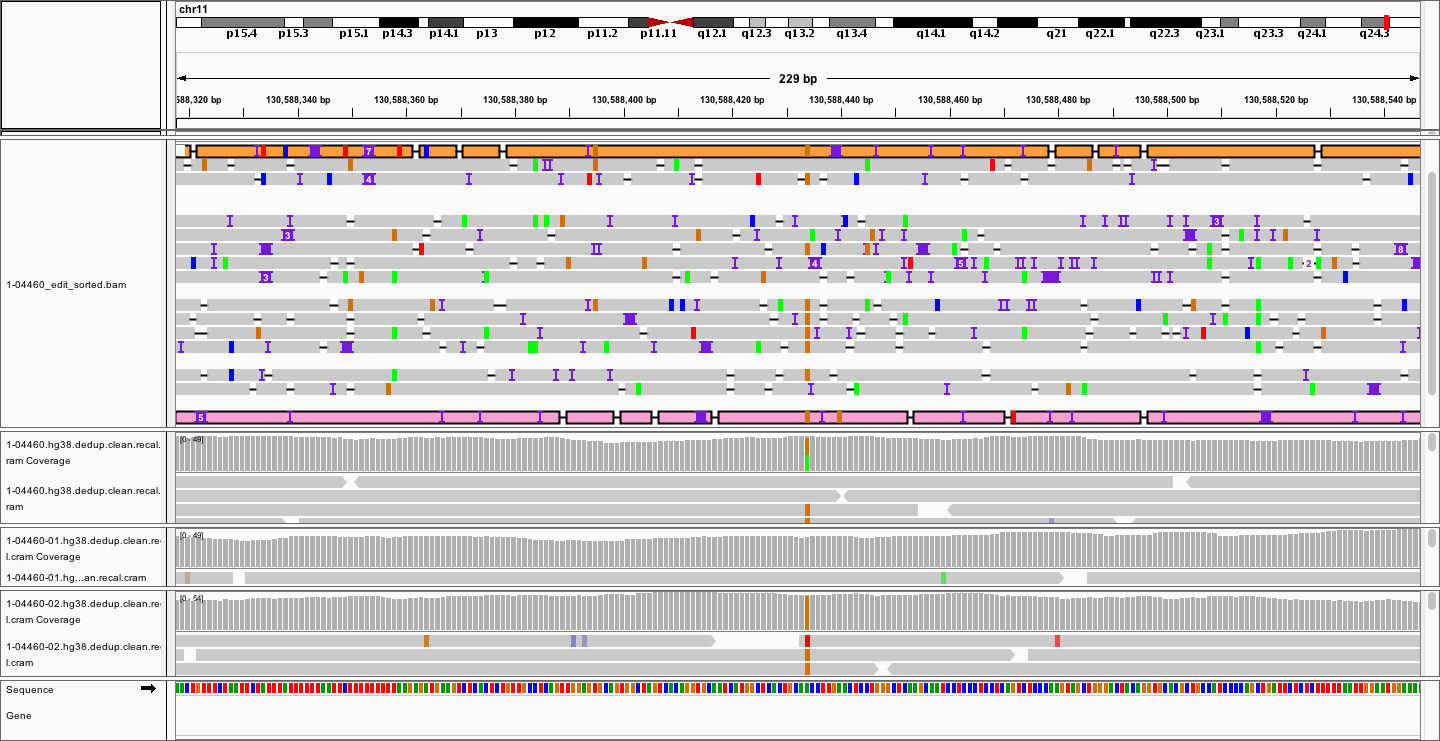 chr11
p15.4 p15.3 p15.1 p14.3 p14.1 p13 p12 p11.2 p11.11 q12.1 q12.3 q13.2 q13.4 q14.1 q14.2 q21 q22.1 q22.3 q23.1 q23.3 q24.1 q24.3
229 bp
588,320 bp 130,588,340 bp 130,588,360 bp 130,588,380 bp 130,588,400 bp 130,588,420 bp 130,588,440 bp 130,588,460 bp 130,588,480 bp 130,588,500 bp 130,588,520 bp 130,588,540 bp
7
4
3
3
8
1-04460_edit_sorted.bam
4 5 2
3
5
1-04460.hg38.dedup.clean.recal.
ram Coverage
[0 - 49]
1-04460.hg38.dedup.clean.recal.
ram
1-04460-01.hg38.dedup.clean.re
l.cram Coverage
[0 - 49]
1-04460-01.hg...an.recal.cram
1-04460-02.hg38.dedup.clean.re
l.cram Coverage
[0 - 54]
1-04460-02.hg38.dedup.clean.re
l.cram
Sequence
Gene